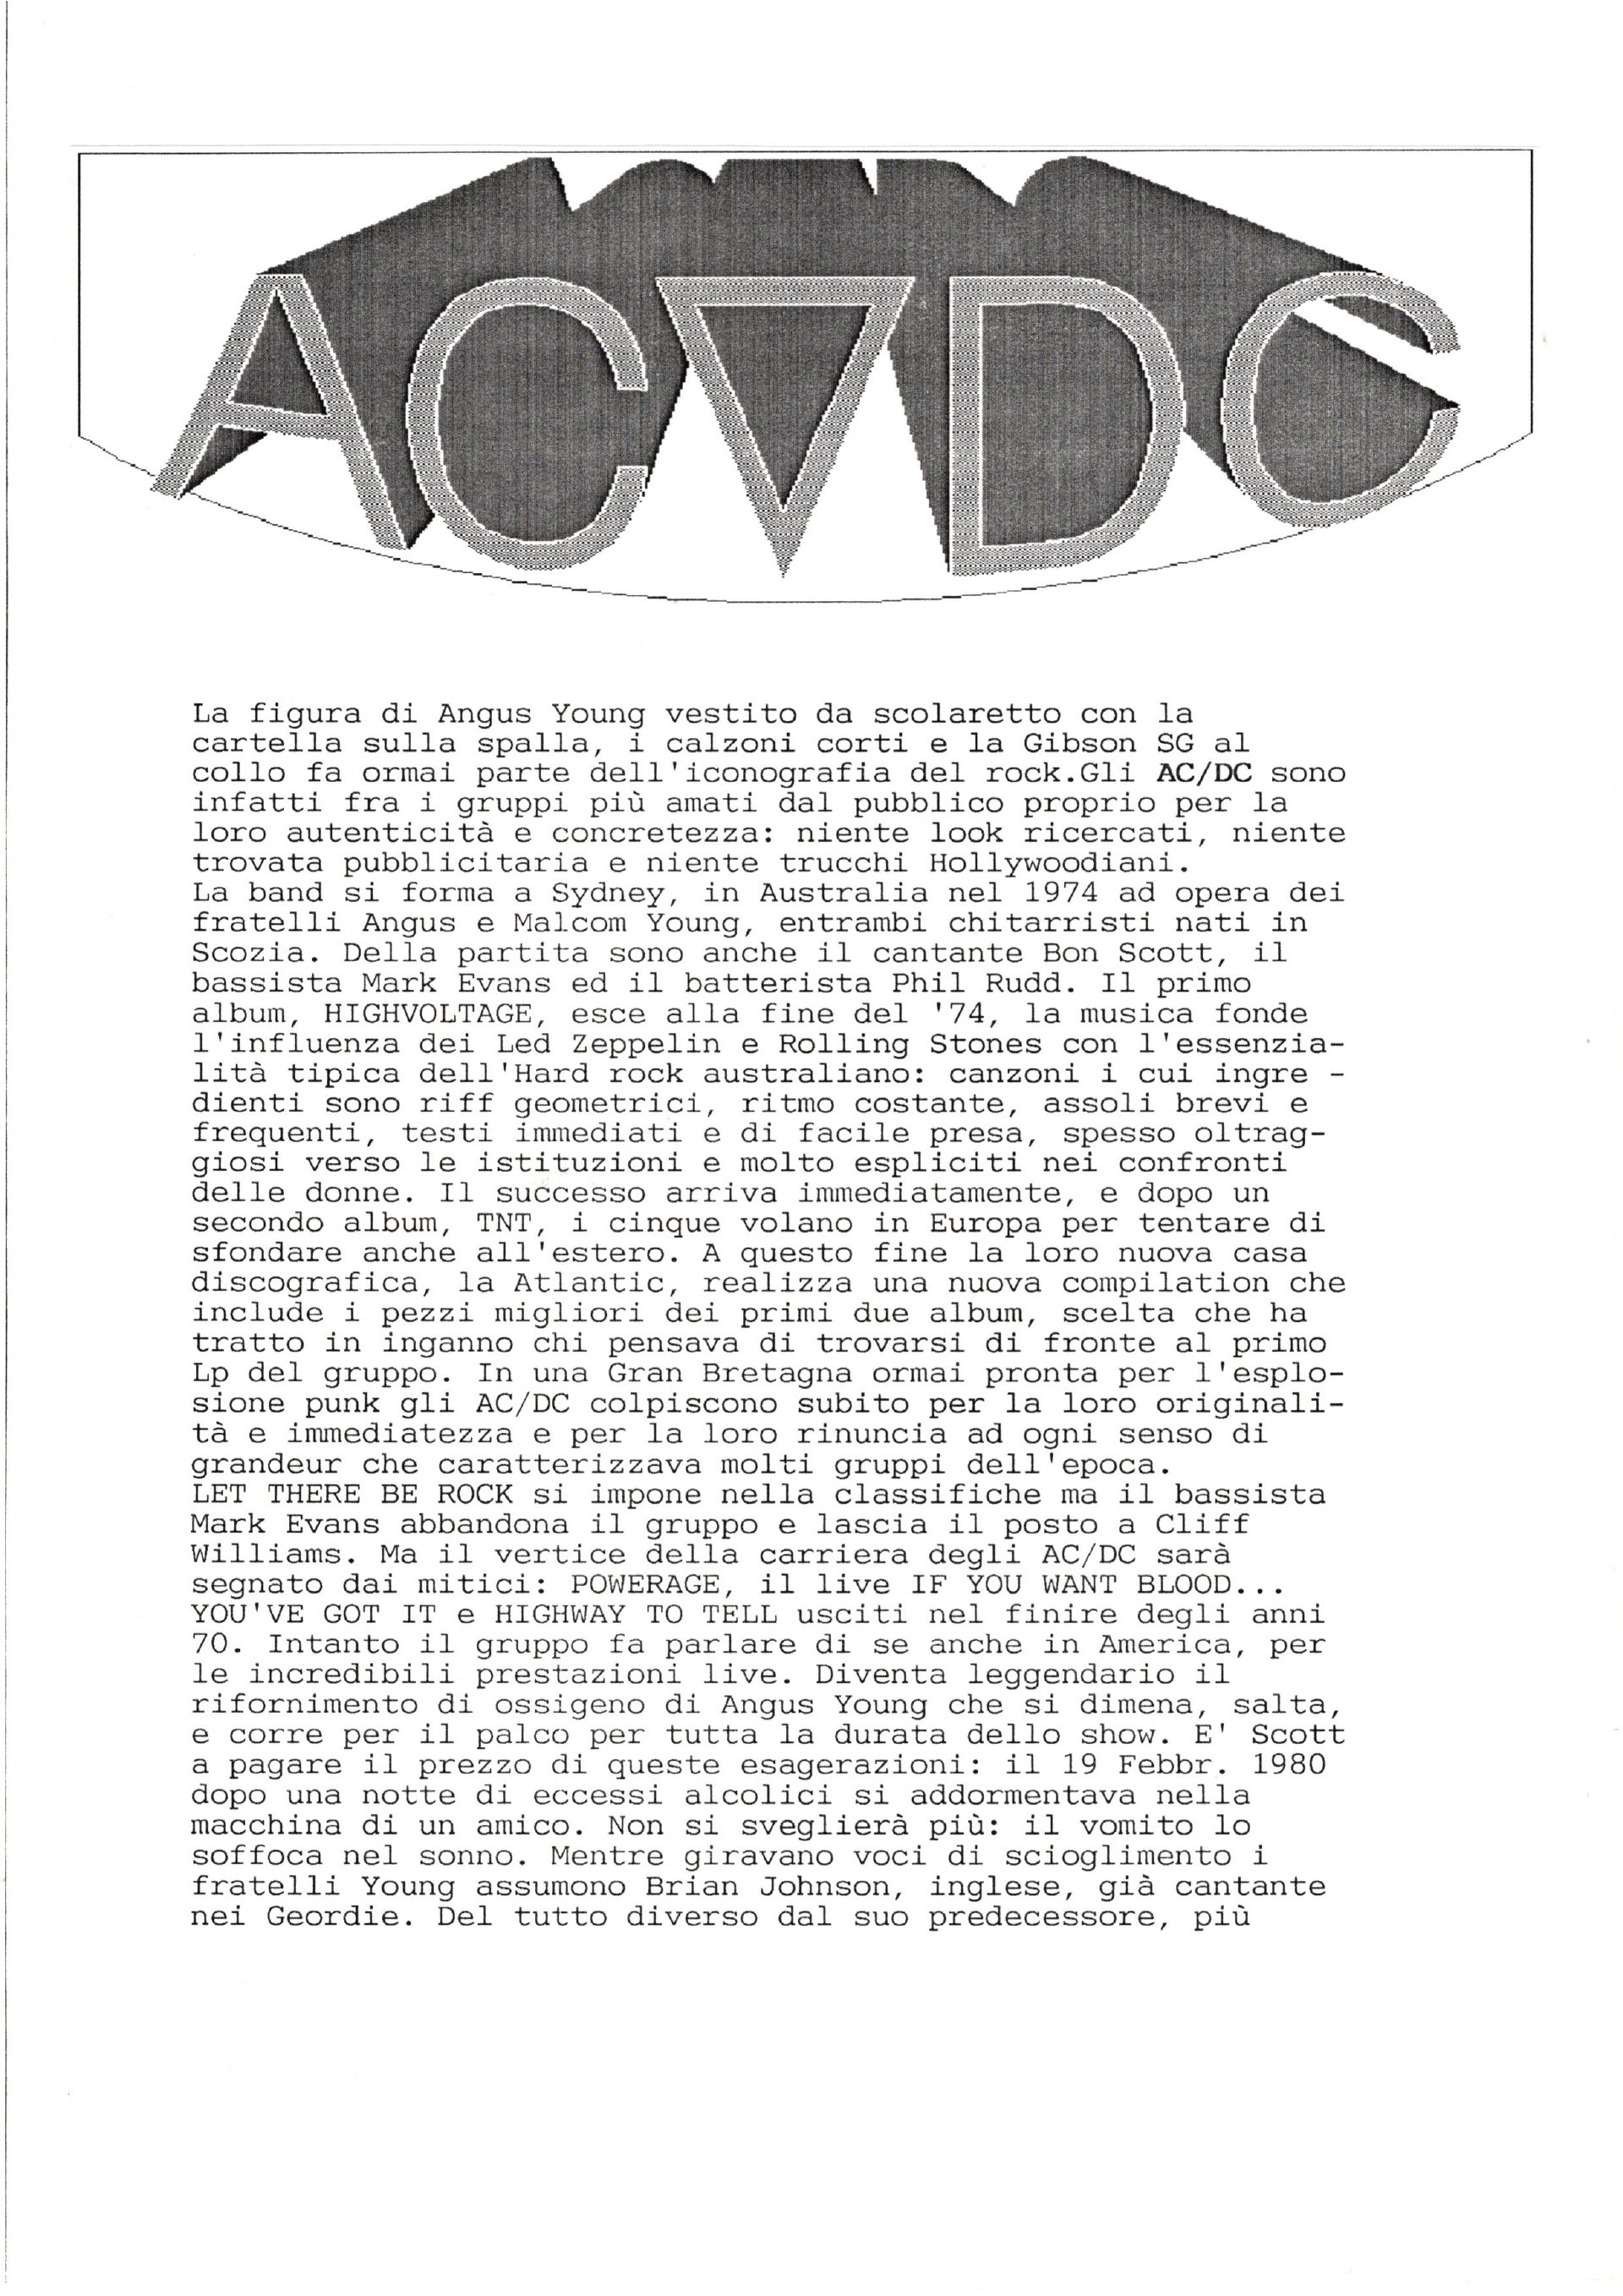 AC▽DC
La figura di Angus Young vestito da scolaretto con la
cartella sulla spalla, i calzoni corti e la Gibson SG al
collo fa ormai parte dell'iconografia del rock.Gli AC/DC sono
infatti fra i gruppi più amati dal pubblico proprio per la
loro autenticità e concretezza: niente look ricercati, niente
trovata pubblicitaria e niente trucchi Hollywoodiani.
La band si forma a Sydney, in Australia nel 1974 ad opera dei
fratelli Angus e Malcom Young, entrambi chitarristi nati in
Scozia. Della partita sono anche il cantante Bon Scott, il
bassista Mark Evans ed il batterista Phil Rudd. Il primo
album, HIGHVOLTAGE, esce alla fine del '74, la musica fonde
l'influenza dei Led Zeppelin e Rolling Stones con l'essenzia-
lità tipica dell'Hard rock australiano: canzoni i cui ingre -
dienti sono riff geometrici, ritmo costante, assoli brevi e
frequenti, testi immediati e di facile presa, spesso oltrag-
giosi verso le istituzioni e molto espliciti nei confronti
delle donne. Il successo arriva immediatamente, e dopo un
secondo album, TNT, i cinque volano in Europa per tentare di
sfondare anche all'estero. A questo fine la loro nuova casa
discografica, la Atlantic, realizza una nuova compilation che
include i pezzi migliori dei primi due album, scelta che ha
tratto in inganno chi pensava di trovarsi di fronte al primo
Lp del gruppo. In una Gran Bretagna ormai pronta per l'esplo-
sione punk gli AC/DC colpiscono subito per la loro originali-
tà e immediatezza e per la loro rinuncia ad ogni senso di
grandeur che caratterizzava molti gruppi dell'epoca.
LET THERE BE ROCK si impone nella classifiche ma il bassista
Mark Evans abbandona il gruppo e lascia il posto a Cliff
Williams. Ma il vertice della carriera degli AC/DC sarà
segnato dai mitici: POWERAGE, il live IF YOU WANT BLOOD...
YOU'VE GOT IT e HIGHWAY TO TELL usciti nel finire degli anni
70. Intanto il gruppo fa parlare di se anche in America, per
le incredibili prestazioni live. Diventa leggendario il
rifornimento di ossigeno di Angus Young che si dimena, salta,
e corre per il palco per tutta la durata dello show. E' Scott
a pagare il prezzo di queste esagerazioni: il 19 Febbr. 1980
dopo una notte di eccessi alcolici si addormentava nella
macchina di un amico. Non si sveglierà più: il vomito lo
soffoca nel sonno. Mentre giravano voci di scioglimento i
fratelli Young assumono Brian Johnson, inglese, già cantante
nei Geordie. Del tutto diverso dal suo predecessore, più